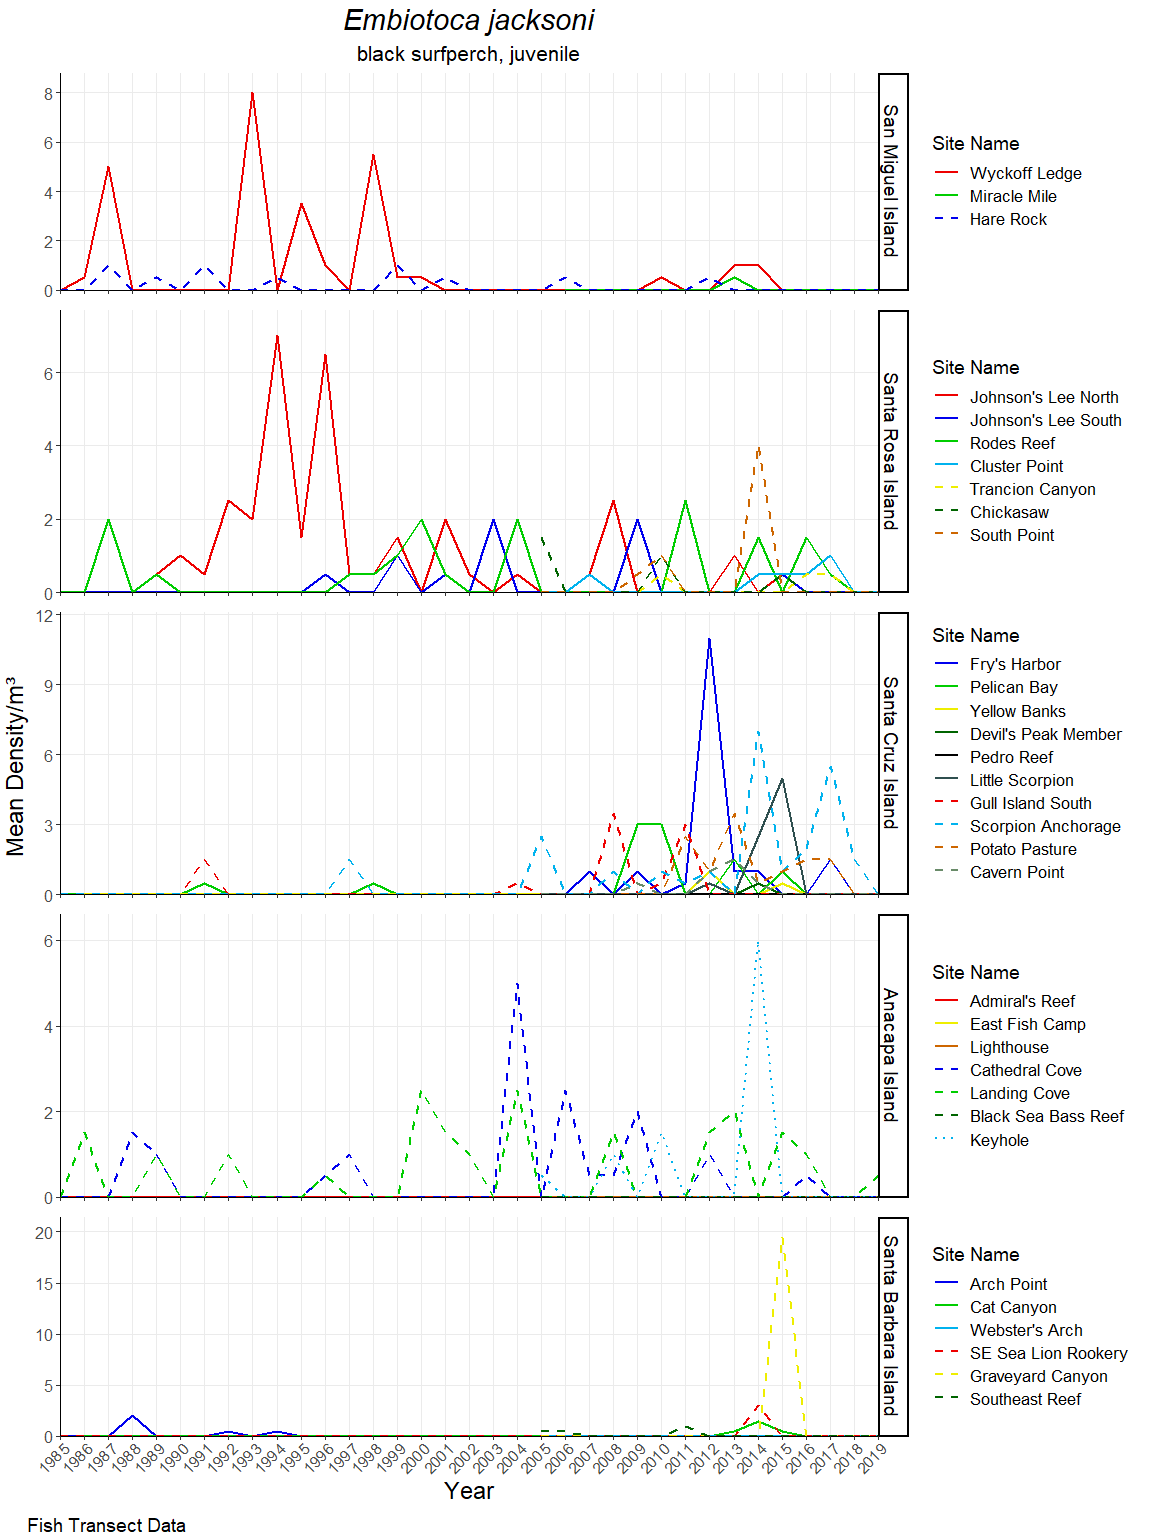 Embiotoca jacksoni
black surfperch, juvenile
Mean Density/m³
8
6
4
2
0
San Miguel Island
Site Name
Wyckoff Ledge
Miracle Mile
Hare Rock
6
4
2
0
Santa Rosa Island
Site Name
Johnson's Lee North
Johnson's Lee South
Rodes Reef
Cluster Point
Trancion Canyon
Chickasaw
South Point
12
9
6
3
0
Santa Cruz Island
Site Name
Fry's Harbor
Pelican Bay
Yellow Banks
Devil's Peak Member
Pedro Reef
Little Scorpion
Gull Island South
Scorpion Anchorage
Potato Pasture
Cavern Point
6
4
2
0
Anacapa Island
Site Name
Admiral's Reef
East Fish Camp
Lighthouse
Cathedral Cove
Landing Cove
Black Sea Bass Reef
Keyhole
20
15
10
5
0
Santa Barbara Island
Site Name
Arch Point
Cat Canyon
Webster's Arch
SE Sea Lion Rookery
Graveyard Canyon
Southeast Reef
1985 1986 1987 1988 1989 1990 1991 1992 1993 1994 1995 1996 1997 1998 1999 2000 2001 2002 2003 2004 2005 2006 2007 2008 2009 2010 2011 2012 2013 2014 2015 2016 2017 2018 2019
Year
Fish Transect Data